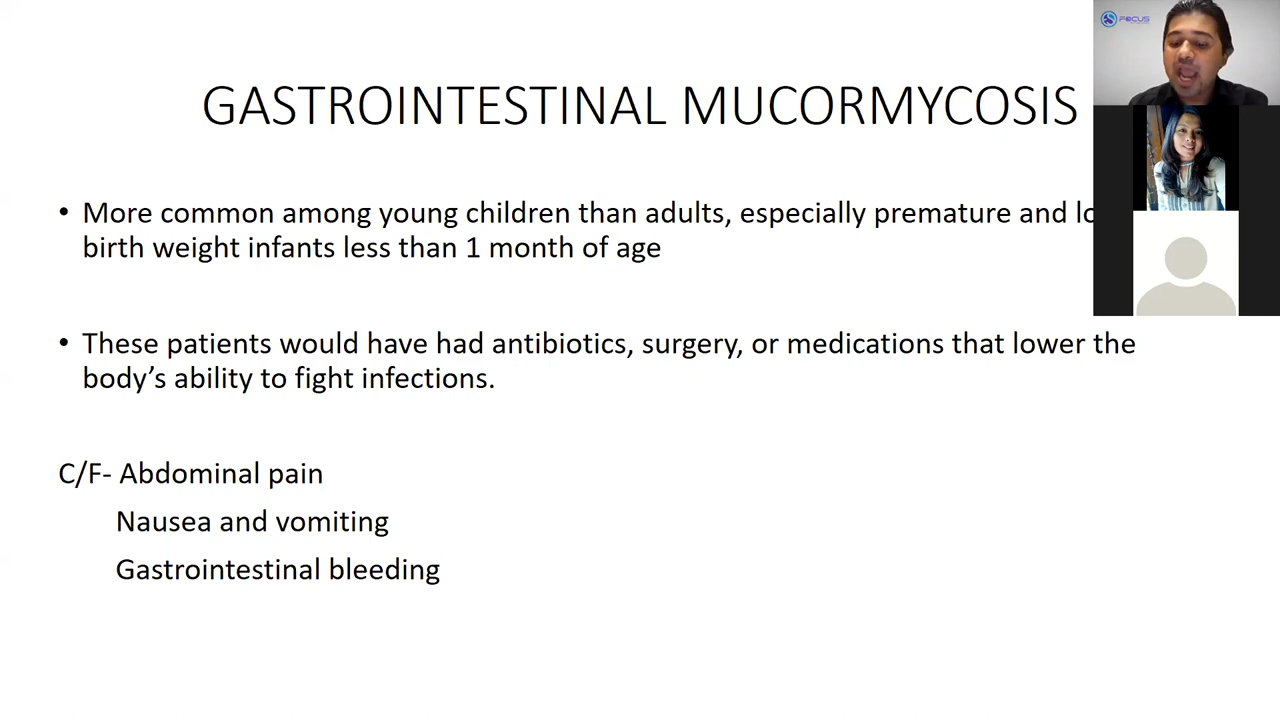 FOCUS
GASTROINTESTINAL MUCORMYCOSIS
• More common among young children than adults, especially premature and
birth weight infants less than 1 month of age
• These patients would have had antibiotics, surgery, or medications that lower the
body’s ability to fight infections.
C/F- Abdominal pain
Nausea and vomiting
Gastrointestinal bleeding